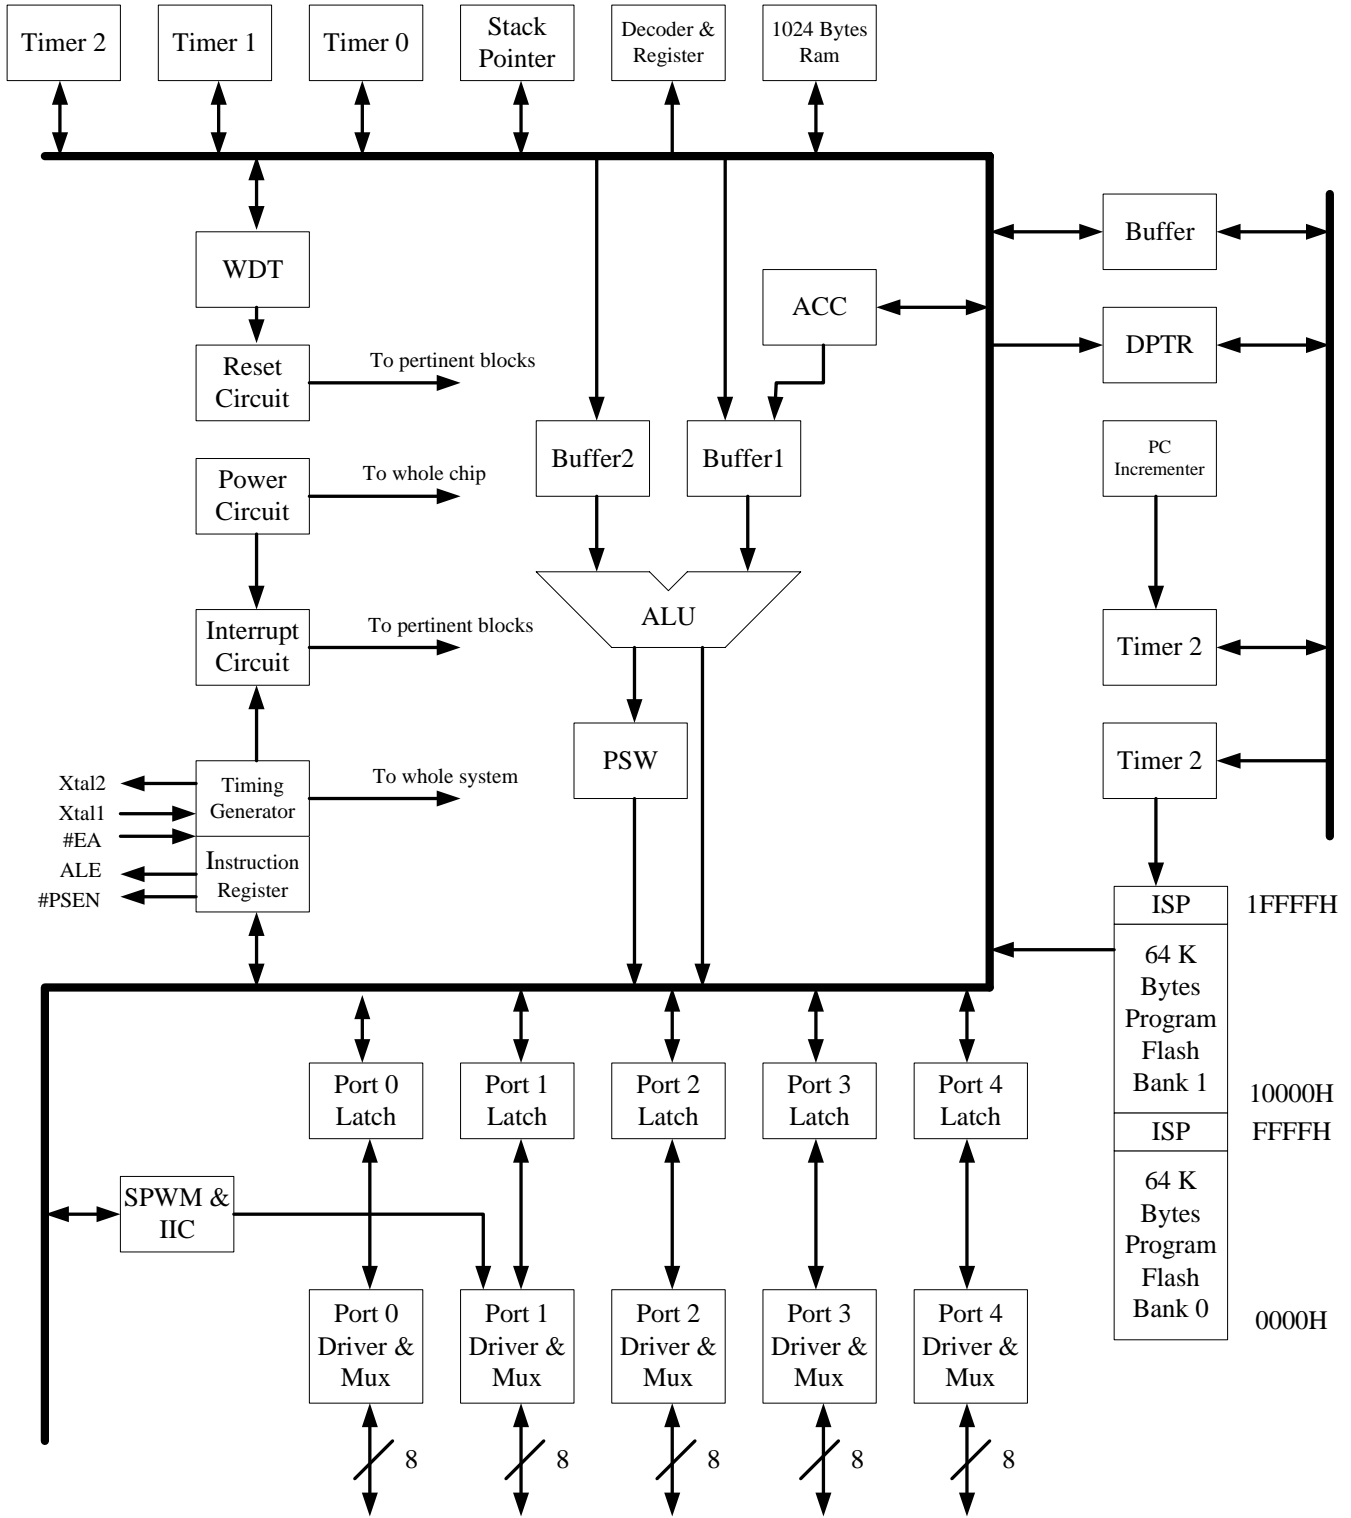 Timer 2
Timer 1
Timer 0
Stack
Pointer
Decoder &
Register
1024 Bytes
Ram
WDT
Reset
Circuit
To pertinent blocks
Power
Circuit
To whole chip
Interrupt
Circuit
To pertinent blocks
Timing
Generator
To whole system
Instruction
Register
Xtal2
Xtal1
#EA
ALE
#PSEN
ACC
Buffer2
Buffer1
ALU
PSW
Buffer
DPTR
PC
Incrementer
Timer 2
Timer 2
ISP
1FFFFH
64 K
Bytes
Program
Flash
Bank 1
10000H
ISP
FFFFH
64 K
Bytes
Program
Flash
Bank 0
0000H
Port 0
Latch
Port 1
Latch
Port 2
Latch
Port 3
Latch
Port 4
Latch
SPWM &
IIC
Port 0
Driver &
Mux
Port 1
Driver &
Mux
Port 2
Driver &
Mux
Port 3
Driver &
Mux
Port 4
Driver &
Mux
8
8
8
8
8